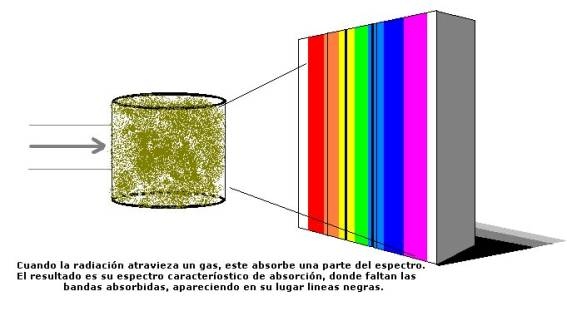 Cuando la radiación atravieza un gas, este absorbe una parte del espectro.
El resultado es su espectro caracteríostico de absorción, donde faltan las
bandas absorbidas, apareciendo en su lugar lineas negras.